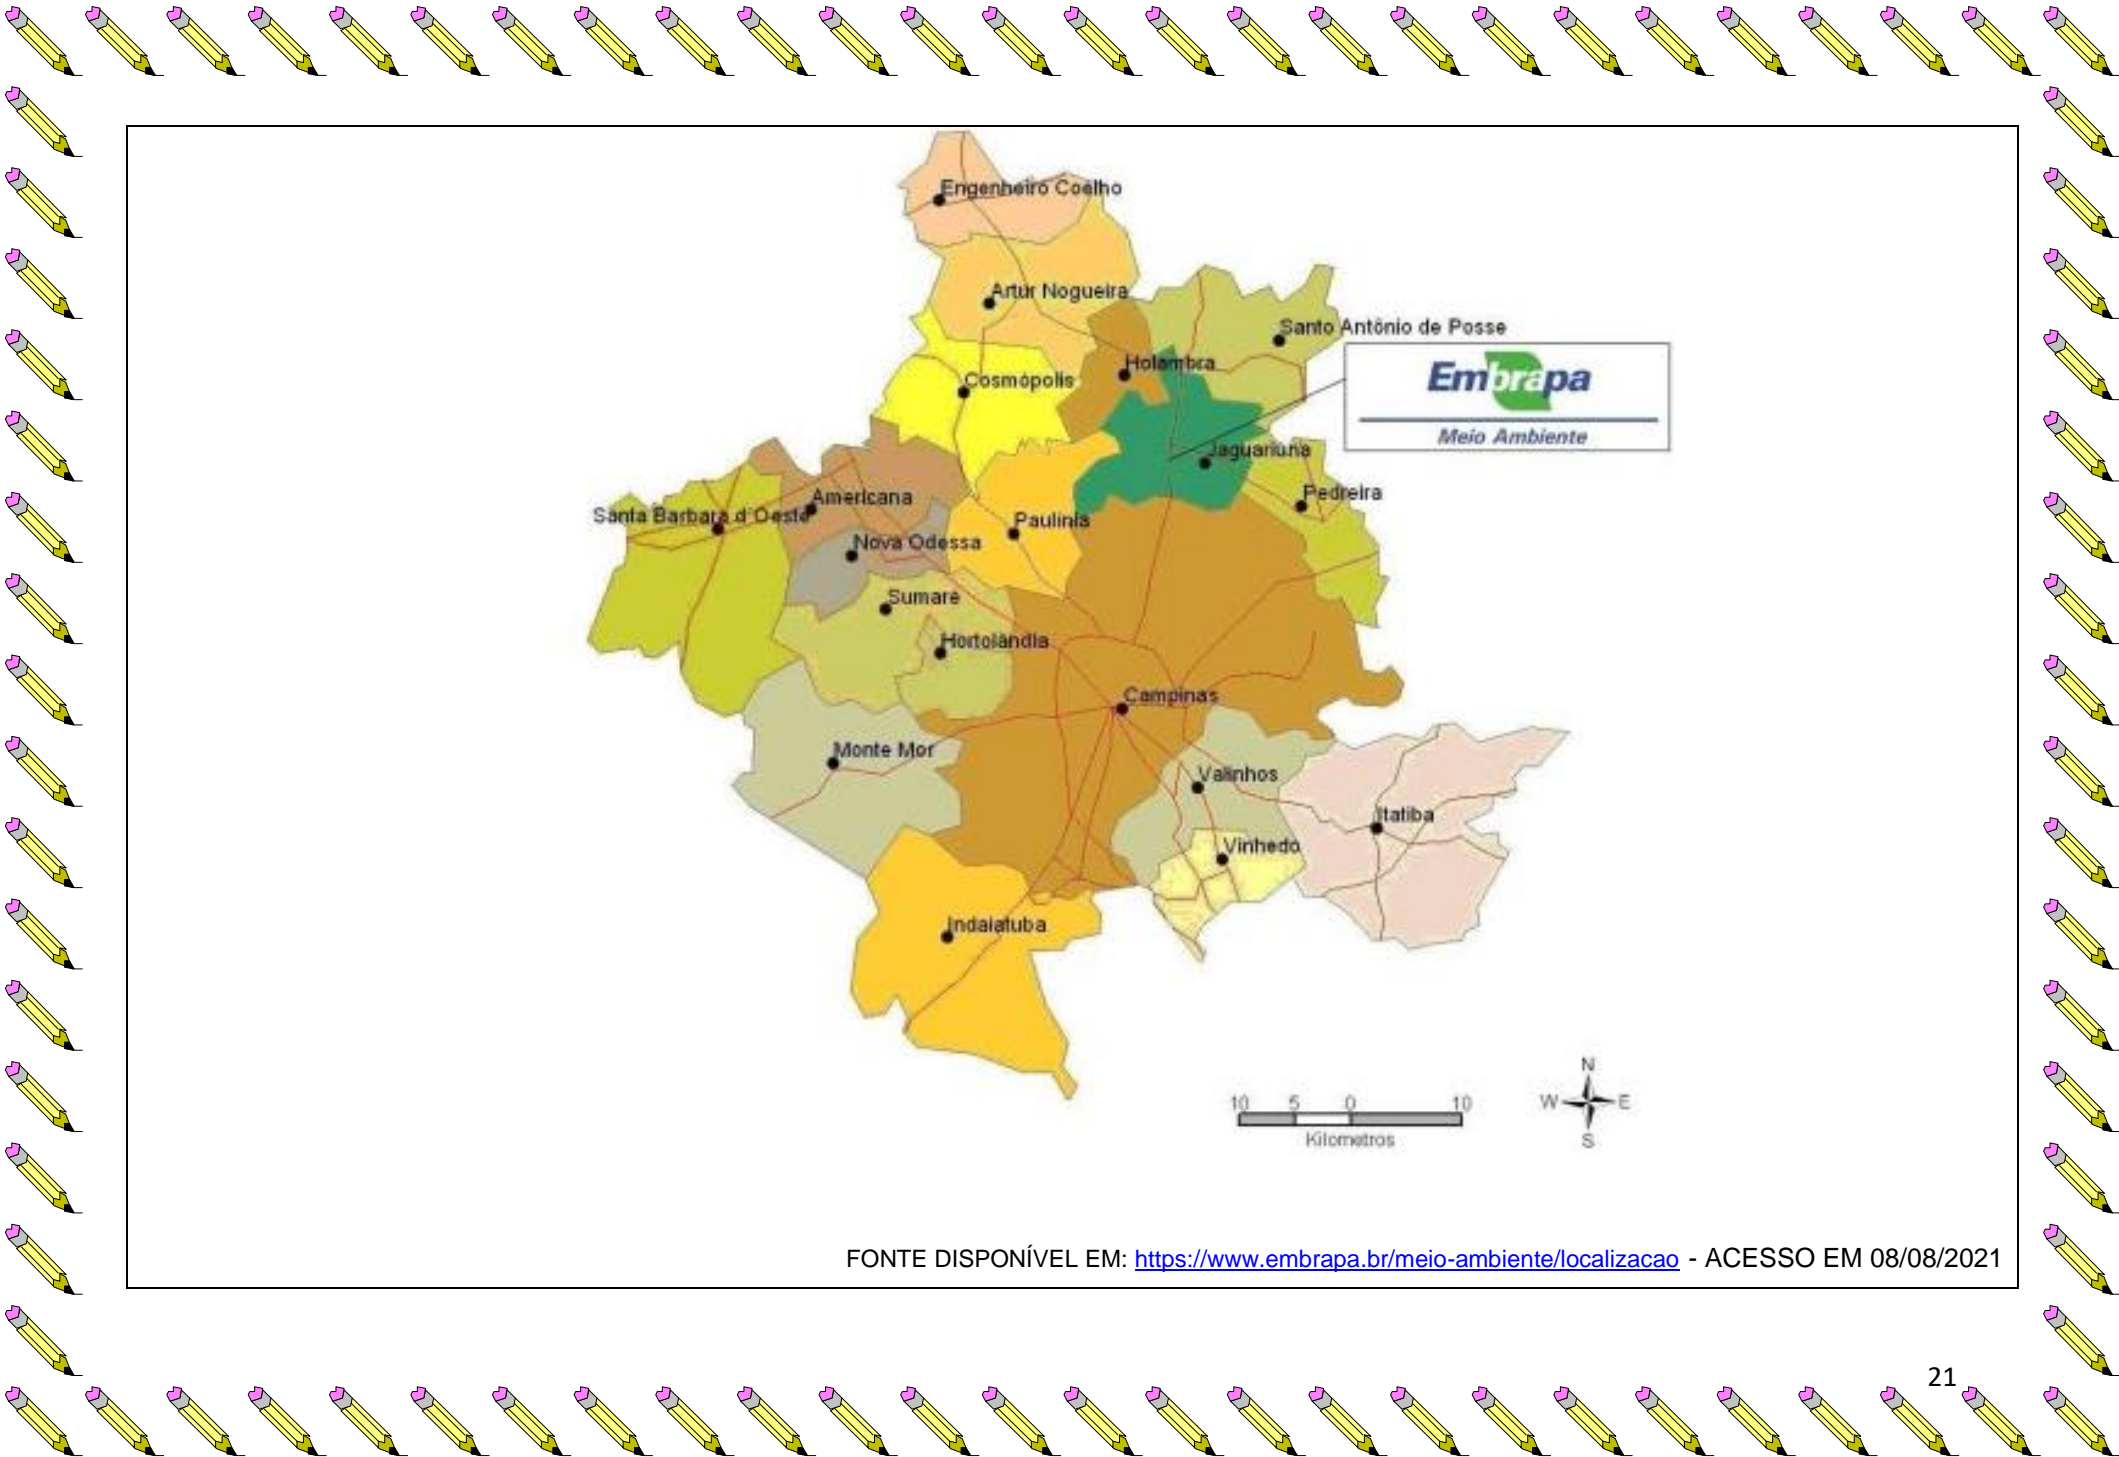 Engenheiro Coelho
Artur Nogueira
Santo Antônio de Posse
Holambra
Embrapa
Meio Ambiente
Cosmópolis
Jaguariuna
Pedreira
Americana
Santa Barbara d'Oeste
Paulinia
Nova Odessa
Sumare
Hortolândia
Campinas
Monte Mor
Valinhos
Itatiba
Vinhedo
Indaiatuba
N
W E
S
10 5 0 10
Kilometros
FONTE DISPONÍVEL EM: https://www.embrapa.br/meio-ambiente/localizacao - ACESSO EM 08/08/2021
21